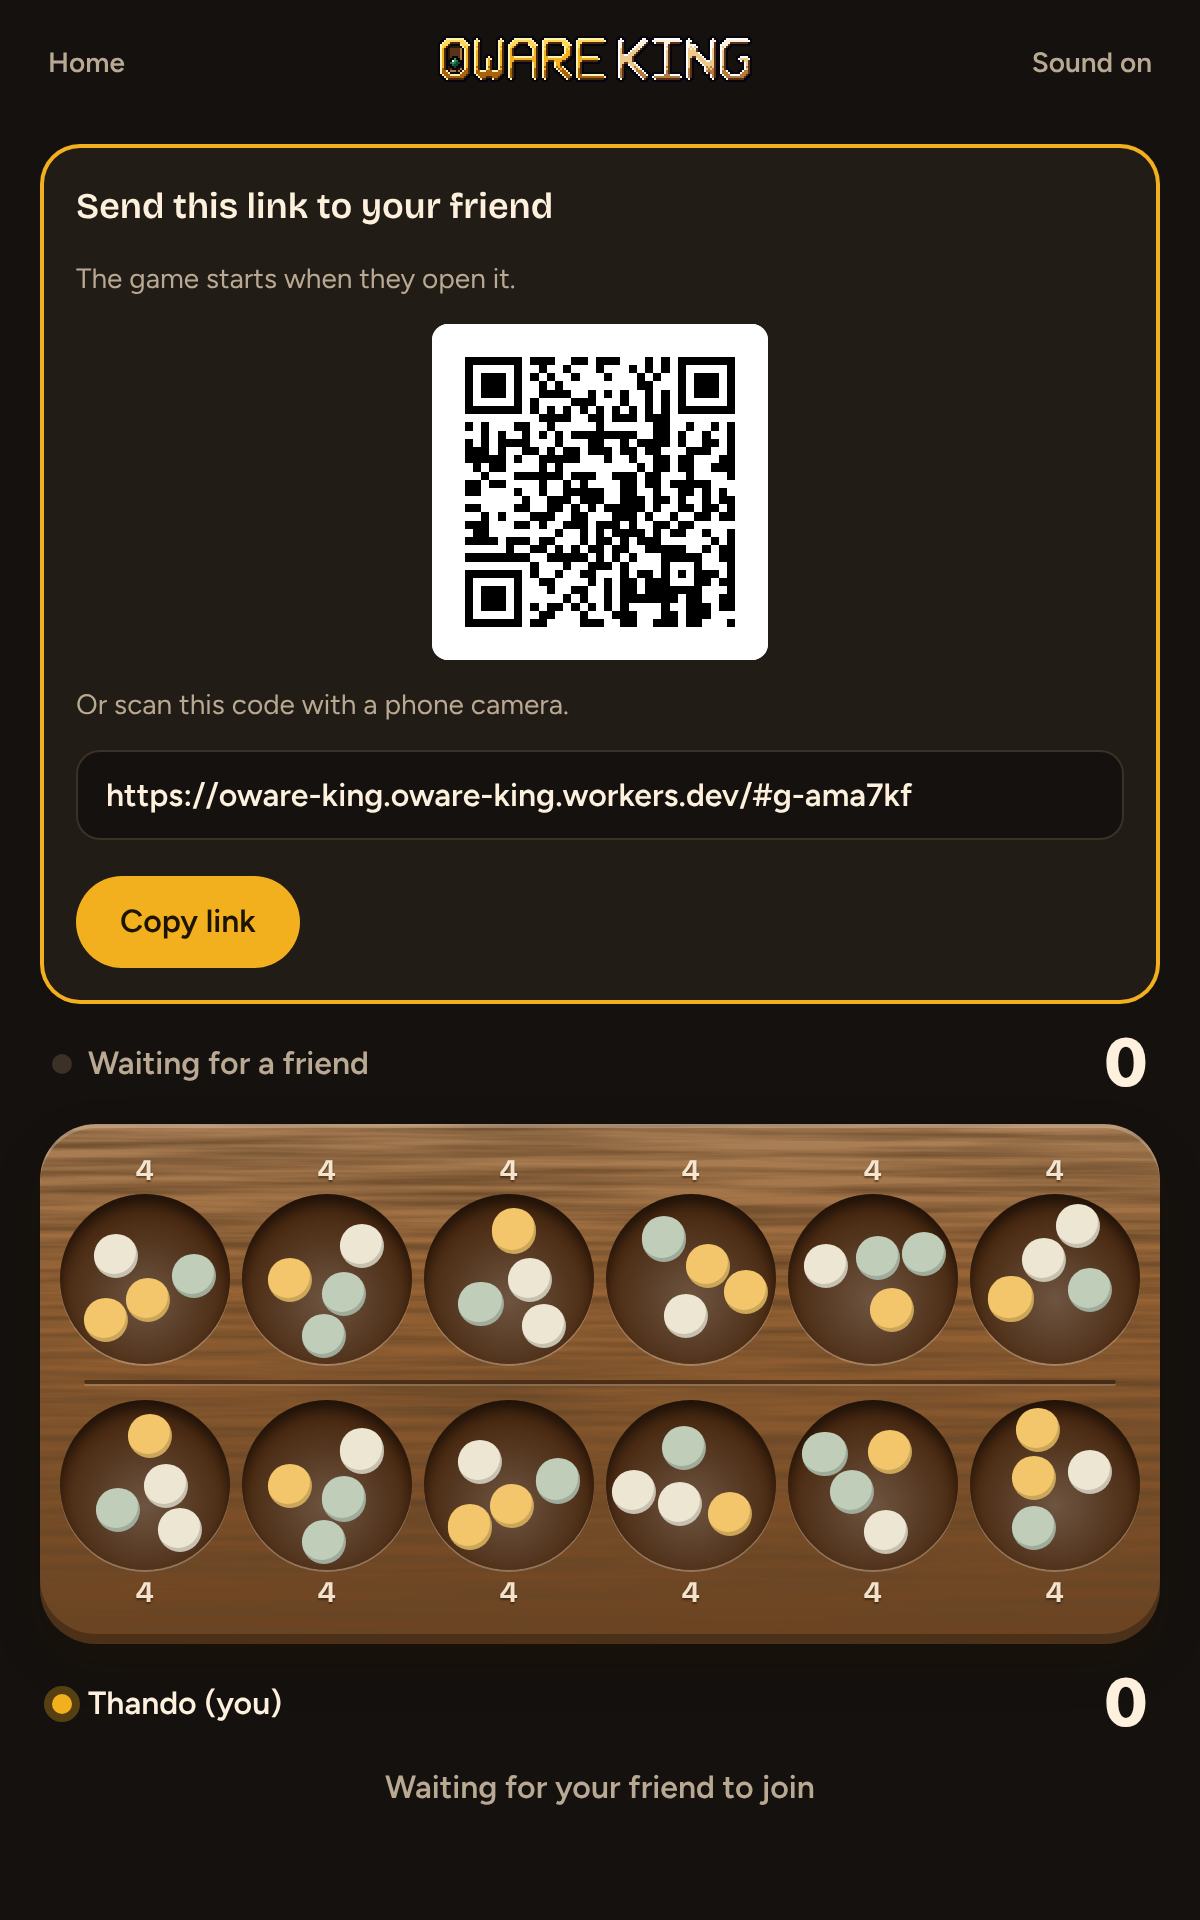 Home
OWARE KING
Sound on
Send this link to your friend
The game starts when they open it.
Or scan this code with a phone camera.
https://oware-king.oware-king.workers.dev/#g-ama7kf
Copy link
Waiting for a friend
0
4 4 4 4 4 4
4 4 4 4 4 4
Thando (you)
0
Waiting for your friend to join